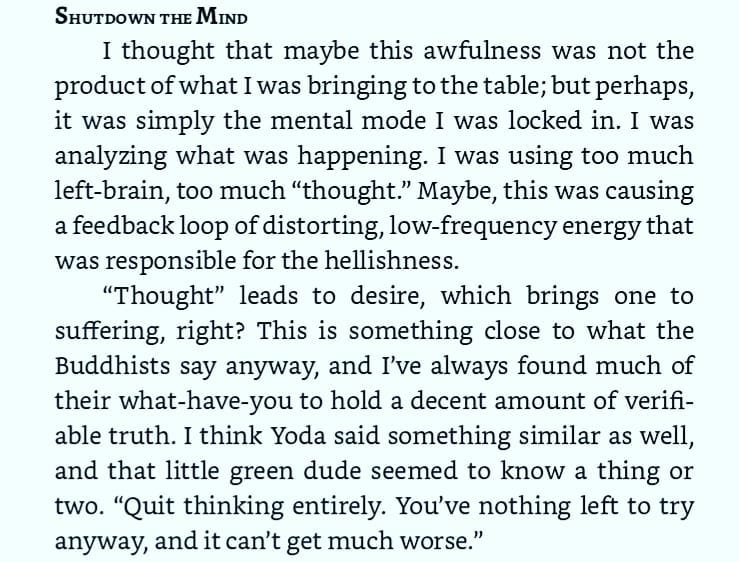 Shutdown the Mind
I thought that maybe this awfulness was not the
product of what I was bringing to the table; but perhaps,
it was simply the mental mode I was locked in. I was
analyzing what was happening. I was using too much
left-brain, too much “thought.” Maybe, this was causing
a feedback loop of distorting, low-frequency energy that
was responsible for the hellishness.
“Thought” leads to desire, which brings one to
suffering, right? This is something close to what the
Buddhists say anyway, and I’ve always found much of
their what-have-you to hold a decent amount of verifi-
able truth. I think Yoda said something similar as well,
and that little green dude seemed to know a thing or
two. “Quit thinking entirely. You’ve nothing left to try
anyway, and it can’t get much worse.”